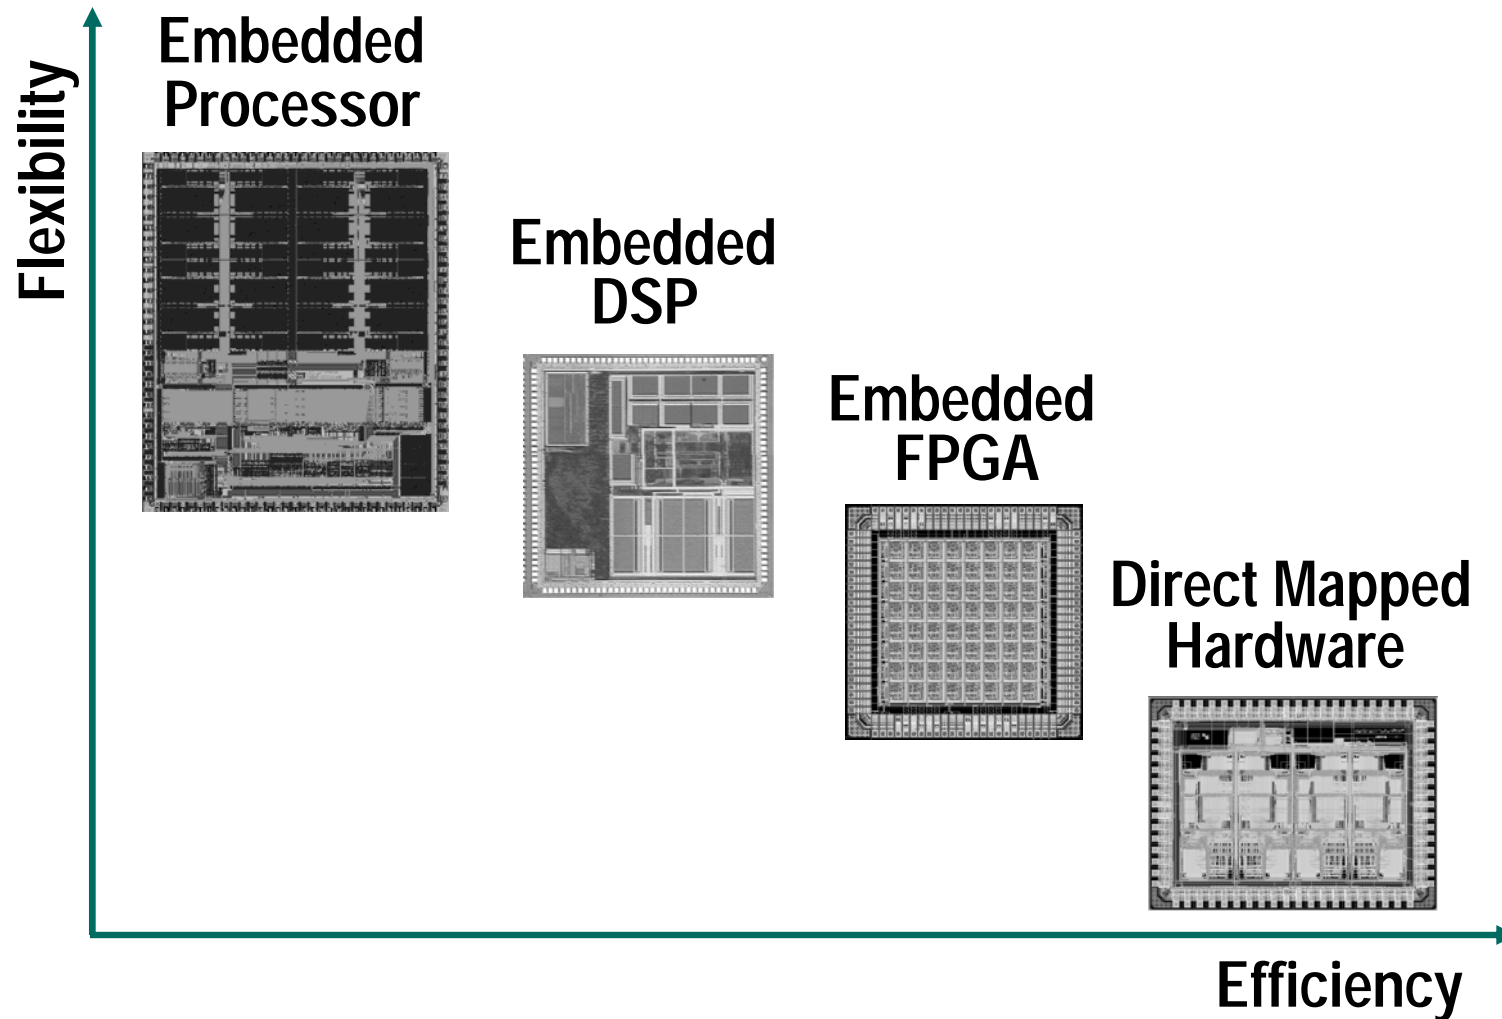 Flexibility
Embedded
Processor
Embedded
DSP
Embedded
FPGA
Direct Mapped
Hardware
Efficiency